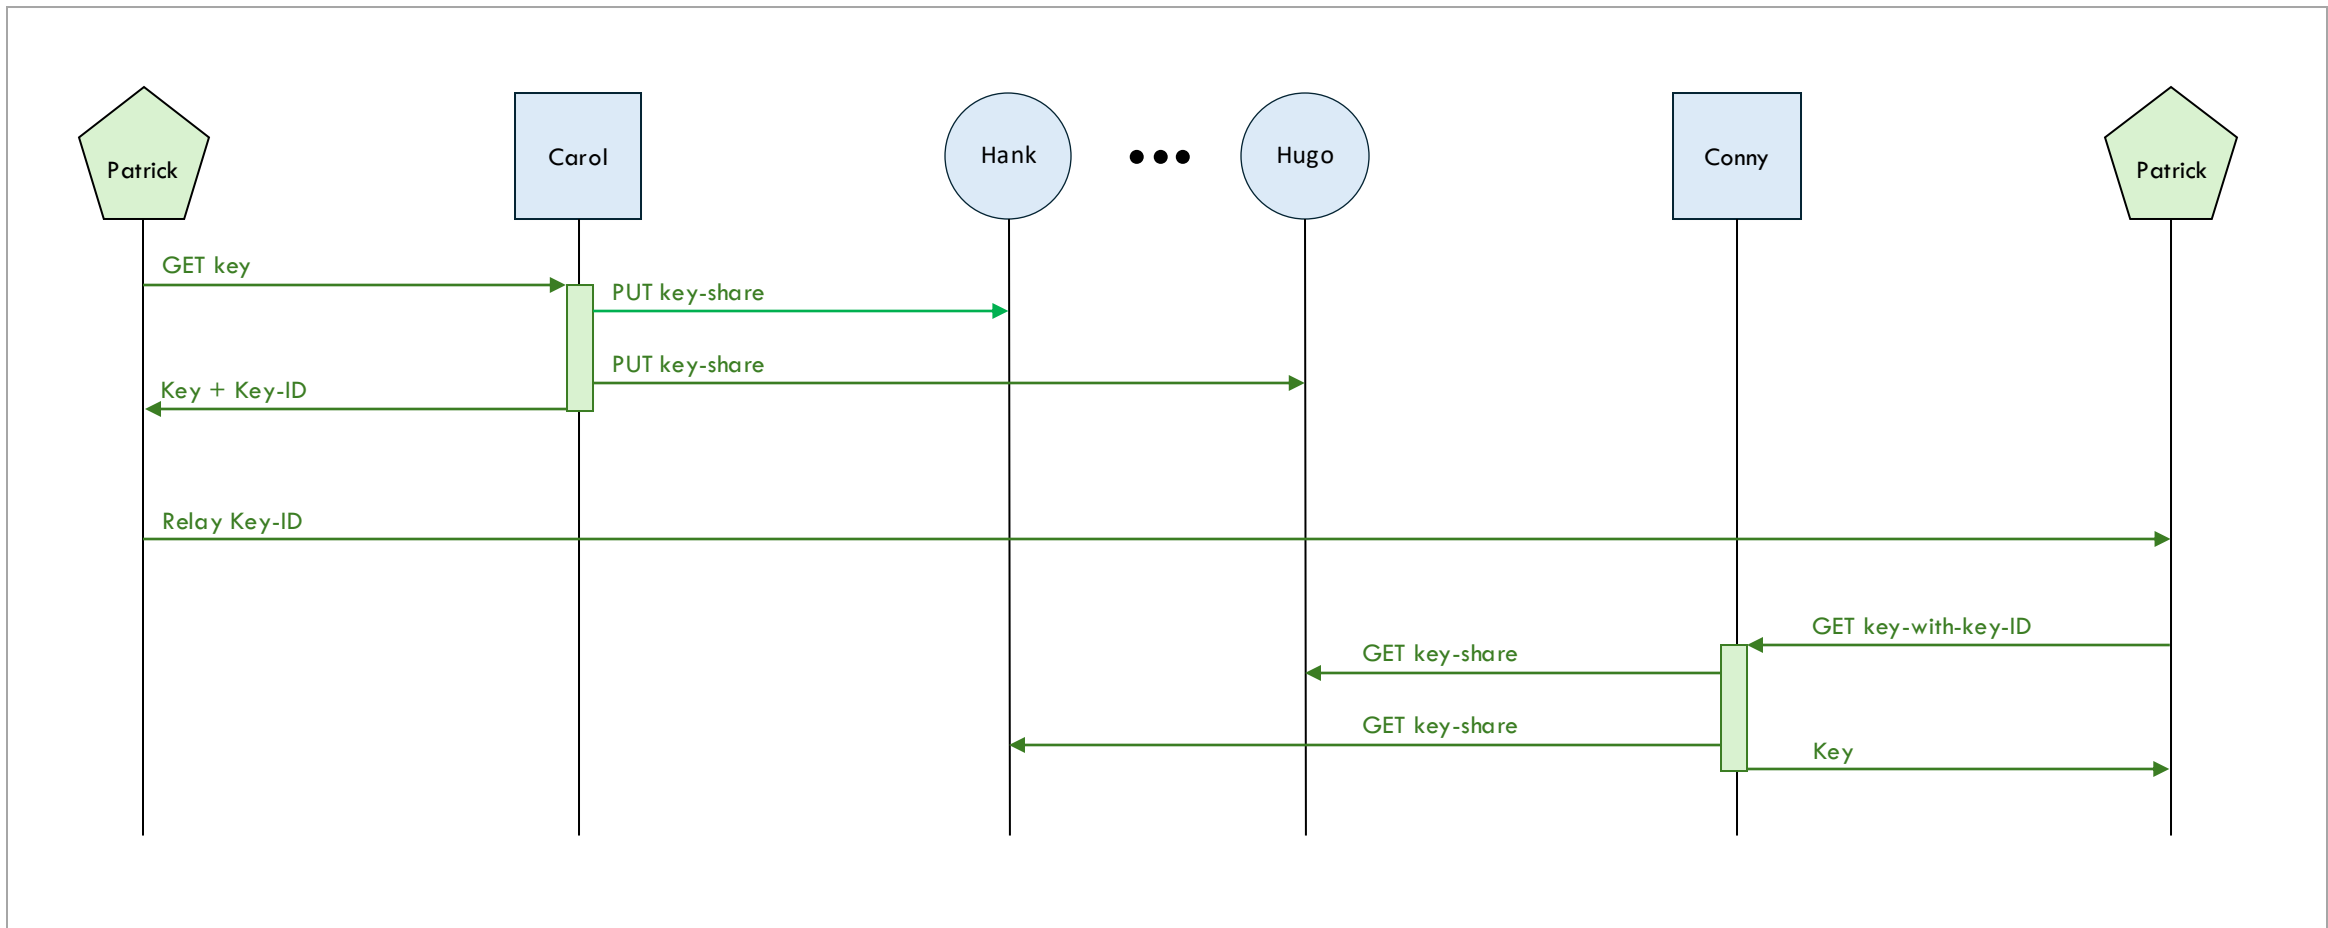 Patrick
Carol
Hank
Hugo
Conny
Patrick
GET key
PUT key-share
PUT key-share
Key + Key-ID
Relay Key-ID
GET key-with-key-ID
GET key-share
GET key-share
Key